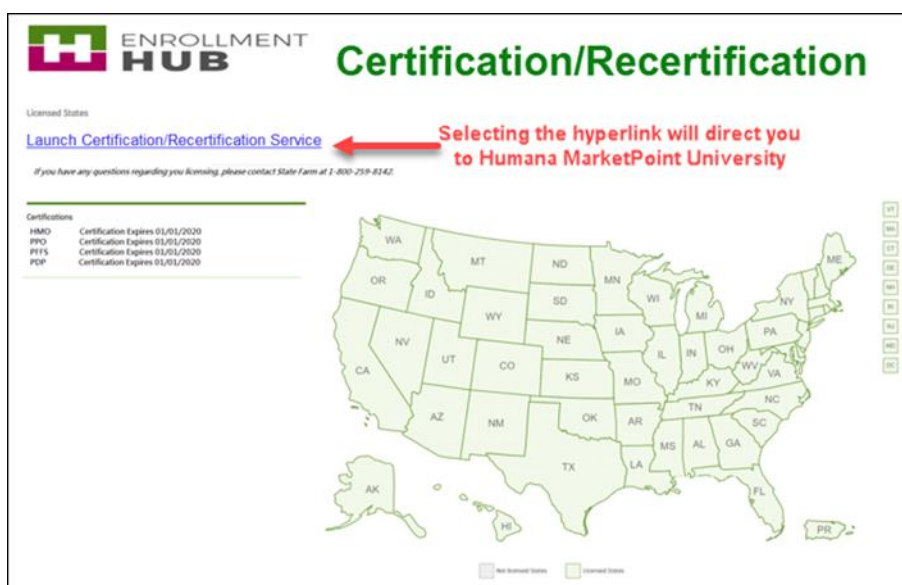 ENROLLMENT
HUB
Certification/Recertification
Licensed States
Launch Certification/Recertification Service
Selecting the hyperlink will direct you
to Humana MarketPoint University
If you have any questions regarding you licensing, please contact State Farm at 1-800-259-8142.
Certifications
HMO Certification Expires 01/01/2020
PPO Certification Expires 01/01/2020
PFFS Certification Expires 01/01/2020
PDP Certification Expires 01/01/2020
WA
MT
ND
MN
ME
OR
ID
SD
WI
MI
NY
WY
IA
PA
NV
NE
IL
IN
OH
UT
CO
WV
VA
CA
KS
MO
KY
NC
AZ
NM
OK
AR
TN
SC
MS
AL
GA
TX
LA
AK
FL
HI
PR
VT
MA
CT
DE
NH
RI
NJ
MD
DC
Not licensed States
Licensed States